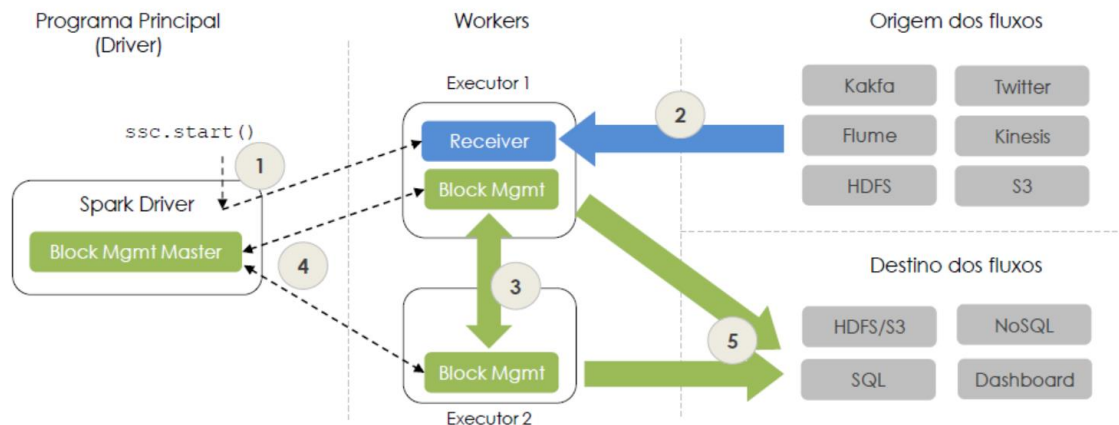 Programa Principal
(Driver)
Workers
Origem dos fluxos
Executor 1
Kakfa
Twitter
ssc.start()
2
Receiver
Flume
Kinesis
1
Block Mgmt
HDFS
S3
Spark Driver
Block Mgmt Master
4
3
Destino dos fluxos
5
HDFS/S3
NoSQL
Block Mgmt
SQL
Dashboard
Executor 2